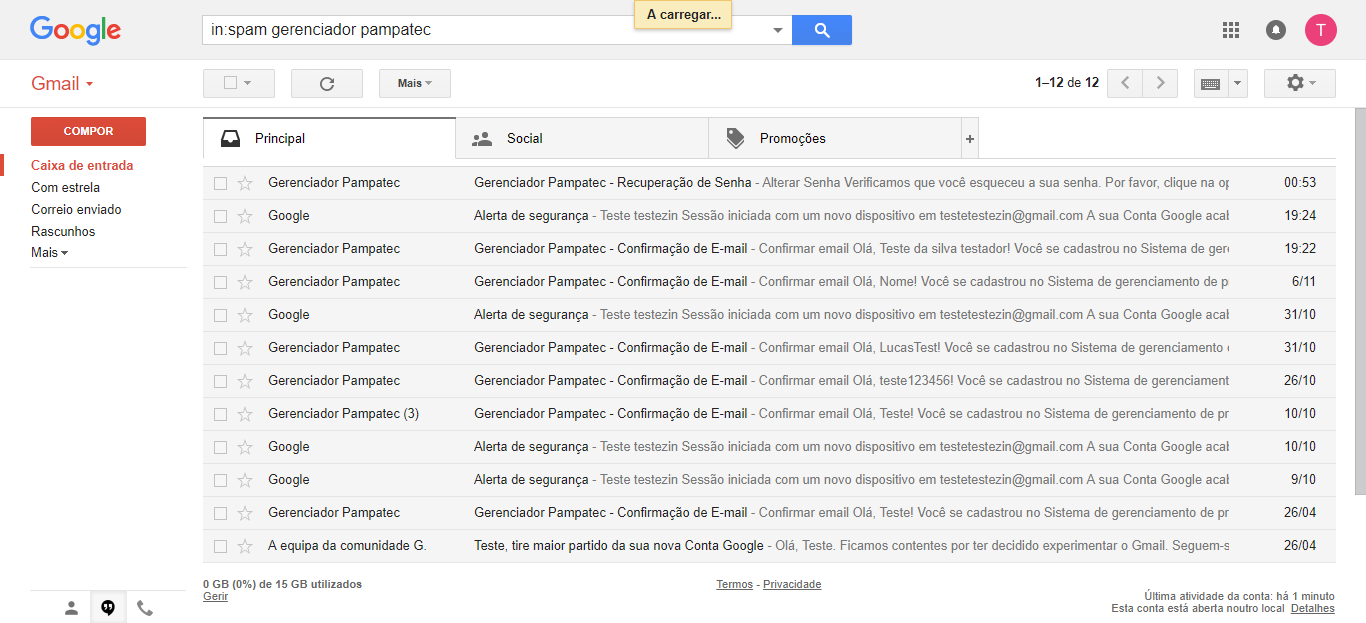 A carregar...
Google in:spam gerenciador pampatec T
Gmail Mais 1–12 de 12
COMPOR
Caixa de entrada
Com estrela
Correio enviado
Rascunhos
Mais
Principal Social Promoções +
Gerenciador Pampatec Gerenciador Pampatec - Recuperação de Senha - Alterar Senha Verificamos que você esqueceu a sua senha. Por favor, clique na op 00:53
Google Alerta de segurança - Teste testezin Sessão iniciada com um novo dispositivo em testetestezin@gmail.com A sua Conta Google acab 19:24
Gerenciador Pampatec Gerenciador Pampatec - Confirmação de E-mail - Confirmar email Olá, Teste da silva testador! Você se cadastrou no Sistema de gere 19:22
Gerenciador Pampatec Gerenciador Pampatec - Confirmação de E-mail - Confirmar email Olá, Nome! Você se cadastrou no Sistema de gerenciamento de p 6/11
Google Alerta de segurança - Teste testezin Sessão iniciada com um novo dispositivo em testetestezin@gmail.com A sua Conta Google acab 31/10
Gerenciador Pampatec Gerenciador Pampatec - Confirmação de E-mail - Confirmar email Olá, LucasTest! Você se cadastrou no Sistema de gerenciamento 31/10
Gerenciador Pampatec Gerenciador Pampatec - Confirmação de E-mail - Confirmar email Olá, teste123456! Você se cadastrou no Sistema de gerenciament 26/10
Gerenciador Pampatec (3) Gerenciador Pampatec - Confirmação de E-mail - Confirmar email Olá, Teste! Você se cadastrou no Sistema de gerenciamento de pr 10/10
Google Alerta de segurança - Teste testezin Sessão iniciada com um novo dispositivo em testetestezin@gmail.com A sua Conta Google acab 10/10
Google Alerta de segurança - Teste testezin Sessão iniciada com um novo dispositivo em testetestezin@gmail.com A sua Conta Google acab 9/10
Gerenciador Pampatec Gerenciador Pampatec - Confirmação de E-mail - Confirmar email Olá, Teste! Você se cadastrou no Sistema de gerenciamento de pr 26/04
A equipa da comunidade G. Teste, tire maior partido da sua nova Conta Google - Olá, Teste. Ficamos contentes por ter decidido experimentar o Gmail. Seguem-s 26/04
0 GB (0%) de 15 GB utilizados
Gerir
Termos - Privacidade
Última atividade da conta: há 1 minuto
Esta conta está aberta noutro local Detalhes